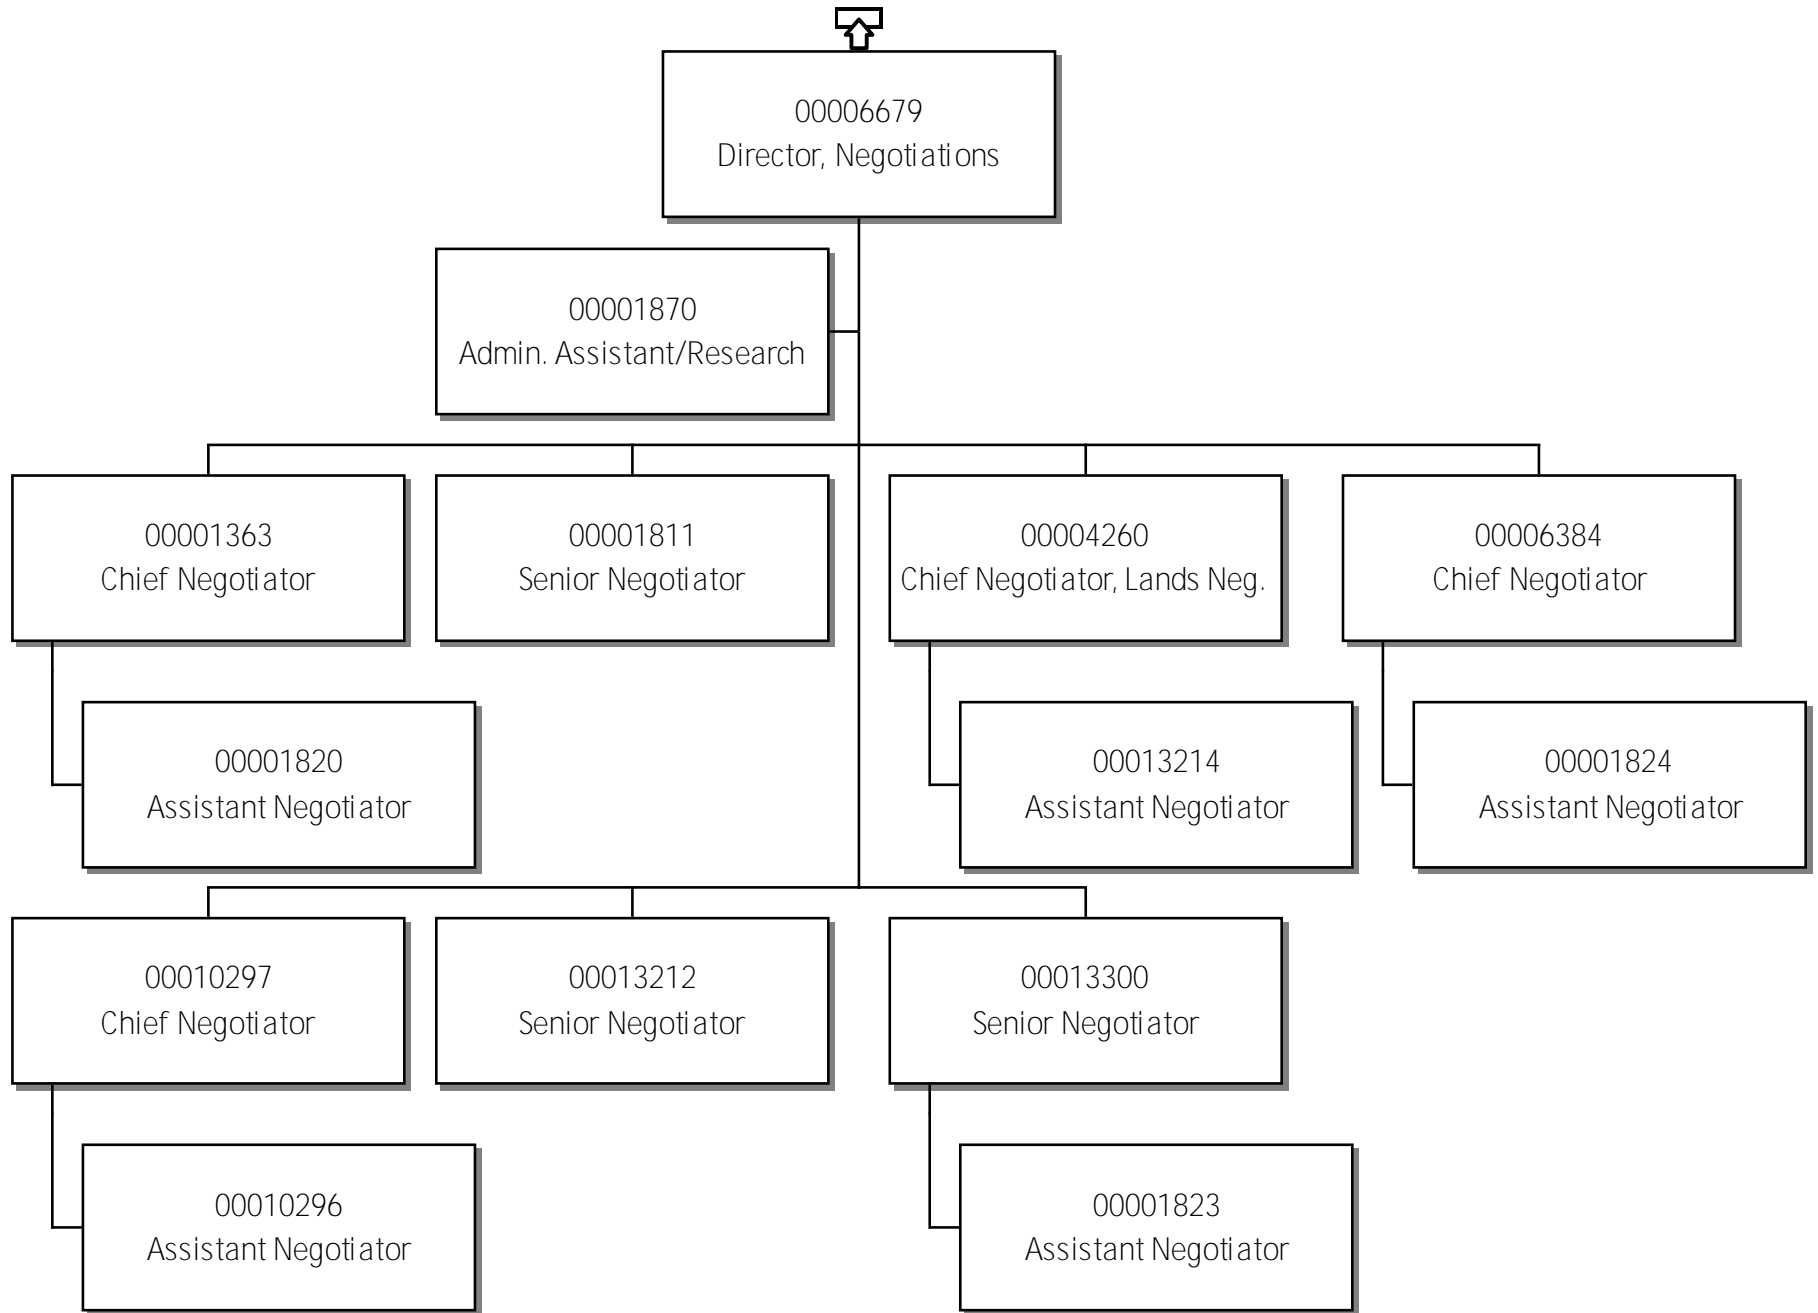 00006679
Director, Negotiations
00001870
Admin. Assistant/Research
00001363
Chief Negotiator
00001811
Senior Negotiator
00004260
Chief Negotiator, Lands Neg.
00006384
Chief Negotiator
00001820
Assistant Negotiator
00013214
Assistant Negotiator
00001824
Assistant Negotiator
00010297
Chief Negotiator
00013212
Senior Negotiator
00013300
Senior Negotiator
00010296
Assistant Negotiator
00001823
Assistant Negotiator